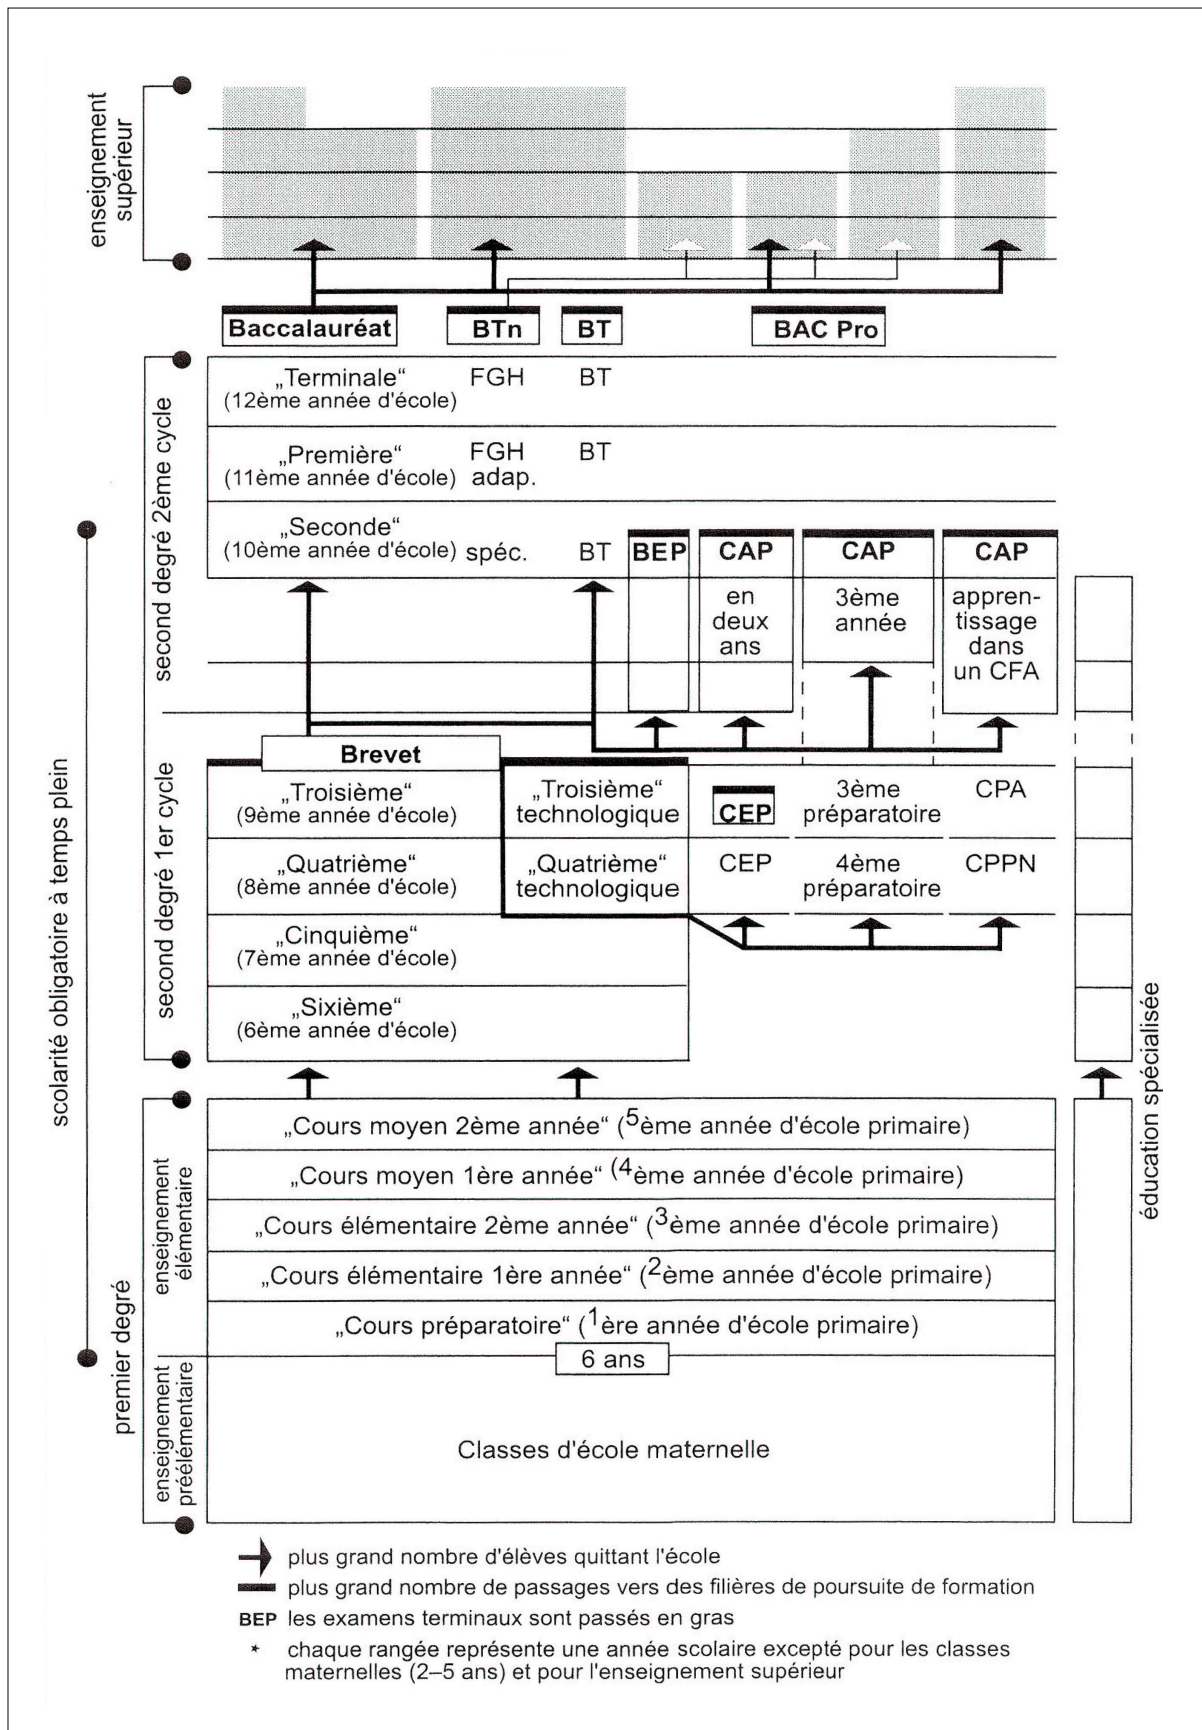 enseignement
supérieur
Baccalauréat
BTn
BT
BAC Pro
second degré 2ème cycle
„Terminale“
(12ème année d'école)
FGH
BT
„Première“
(11ème année d'école)
FGH
adap.
BT
„Seconde“
(10ème année d'école)
spéc.
BT
BEP
CAP
en
deux
ans
CAP
3ème
année
CAP
appren-
tissage
dans
un CFA
scolarité obligatoire à temps plein
second degré 1er cycle
Brevet
„Troisième“
(9ème année d'école)
„Troisième“
technologique
CEP
3ème
préparatoire
CPA
„Quatrième“
(8ème année d'école)
„Quatrième“
technologique
CEP
4ème
préparatoire
CPPN
„Cinquième“
(7ème année d'école)
„Sixième“
(6ème année d'école)
éducation spécialisée
premier degré
enseignement
élémentaire
„Cours moyen 2ème année“ (5ème année d'école primaire)
„Cours moyen 1ère année“ (4ème année d'école primaire)
„Cours élémentaire 2ème année“ (3ème année d'école primaire)
„Cours élémentaire 1ère année“ (2ème année d'école primaire)
„Cours préparatoire“ (1ère année d'école primaire)
6 ans
enseignement
préélémentaire
Classes d'école maternelle
plus grand nombre d'élèves quittant l'école
plus grand nombre de passages vers des filières de poursuite de formation
BEP les examens terminaux sont passés en gras
* chaque rangée représente une année scolaire excepté pour les classes
maternelles (2–5 ans) et pour l'enseignement supérieur